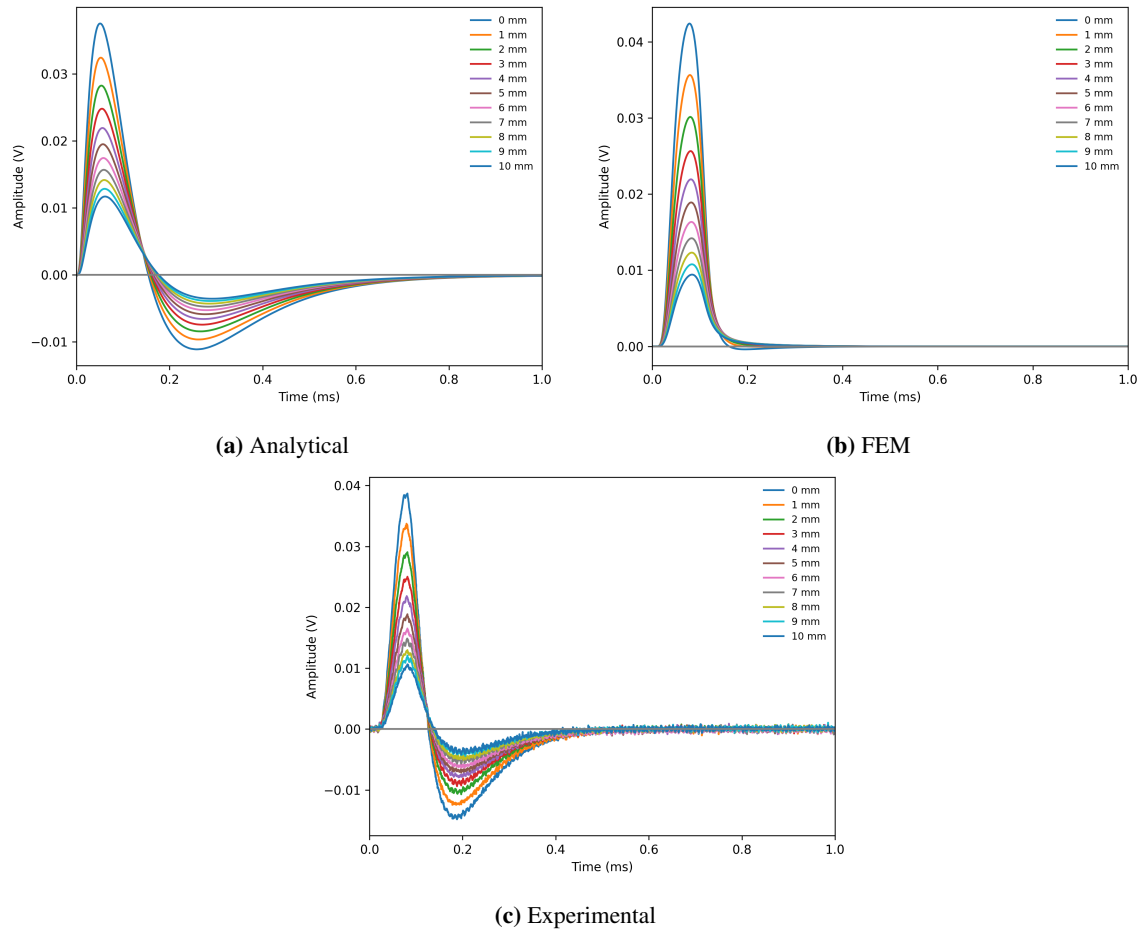 0.03
0.02
0.01
0.00
−0.01
Amplitude (V)
0.0 0.2 0.4 0.6 0.8 1.0
Time (ms)
0 mm
1 mm
2 mm
3 mm
4 mm
5 mm
6 mm
7 mm
8 mm
9 mm
10 mm
(a) Analytical
0.04
0.03
0.02
0.01
0.00
Amplitude (V)
0.0 0.2 0.4 0.6 0.8 1.0
Time (ms)
0 mm
1 mm
2 mm
3 mm
4 mm
5 mm
6 mm
7 mm
8 mm
9 mm
10 mm
(b) FEM
0.04
0.03
0.02
0.01
0.00
−0.01
Amplitude (V)
0.0 0.2 0.4 0.6 0.8 1.0
Time (ms)
0 mm
1 mm
2 mm
3 mm
4 mm
5 mm
6 mm
7 mm
8 mm
9 mm
10 mm
(c) Experimental